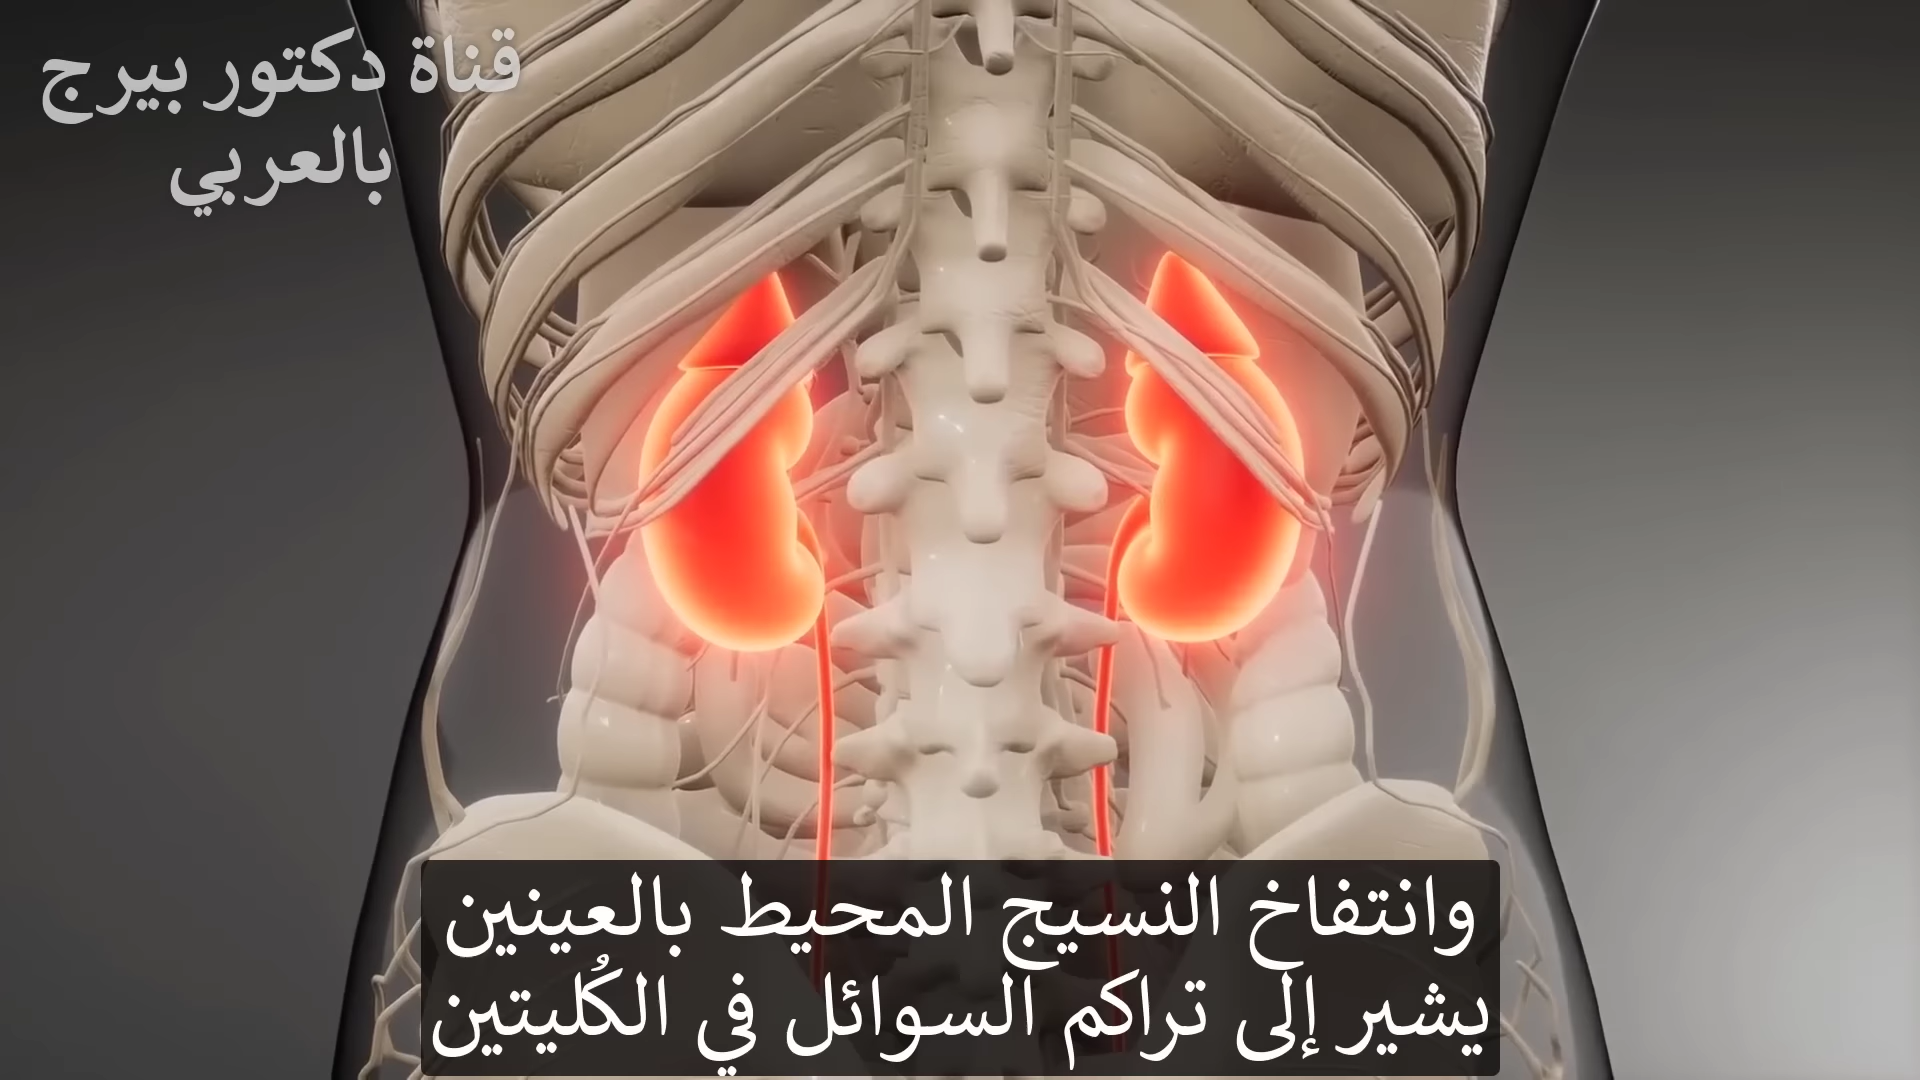 قناة دكتور بيرج
بالعربي
وانتفاخ النسيج المحيط بالعينين
يشير إلى تراكم السوائل في الكُليتين